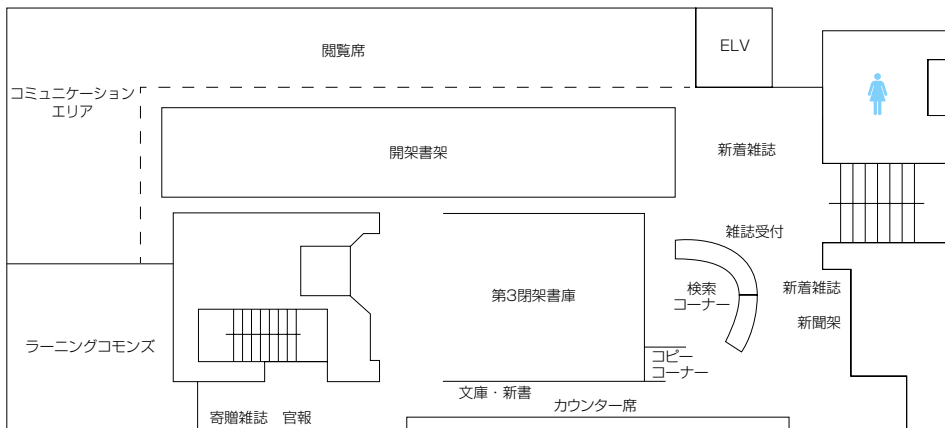 閲覧席
ELV
コミュニケーション
エリア
開架書架
新着雑誌
雑誌受付
第3閉架書庫
検索
コーナー
新着雑誌
新聞架
ラーニングコモンズ
コピー
コーナー
文庫・新書
カウンター席
寄贈雑誌　官報